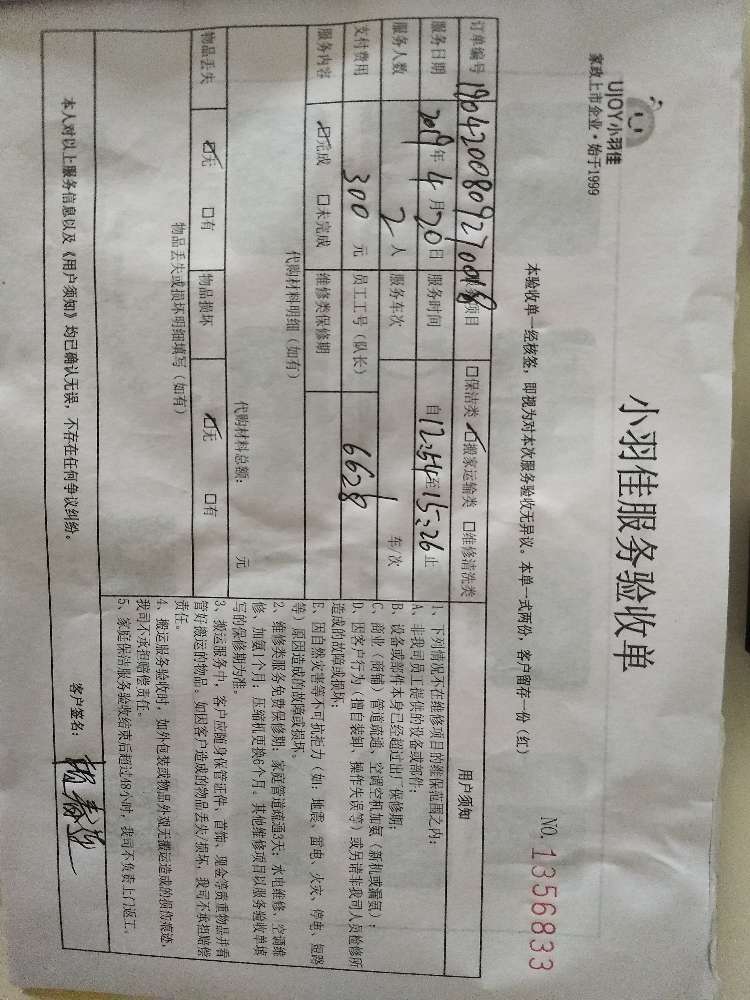 UJOY小羽佳
家政上市企业·始于1999
小羽佳服务验收单
NO. 1356833
本验收单一经核签，即视为对本次服务验收无异议。本单一式两份，客户留存一份（红）
订单编号 服务项目 □保洁类 ☑搬家运输类 □维修清洗类
服务日期 2019年4月20日 服务时间 自12:54至15:26止
服务人数 2人 服务车次 1 车/次
支付费用 300 元 员工工号（队长） 6628
服务内容 ☑完成 □未完成 维修类保修期
代购材料明细（如有）
代购材料总额： 元
物品丢失 ☑无 □有 物品损坏 ☑无 □有
物品丢失或损坏明细填写（如有）
用户须知
1、下列情况不在维修项目的维保范围之内：
A、非我司员工提供的设备或部件；
B、设备或部件本身已经超过出厂保修期；
C、商业（商铺）管道疏通、空调空机加氨（新机或漏氨）；
D、因客户行为（擅自装卸、操作失误等）或另请非我司人员检修所
造成的故障或损坏；
E、因自然灾害等不可抗拒力（如：地震、雷电、火灾、停电、短路
等）原因造成的故障或损坏。
2、维修类服务免费保修期：家庭管道疏通3天；水电维修、空调维
修、加氨1个月；压缩机更换6个月。其他维修项目以服务验收单填
写的保修期为准。
3、搬运服务中，客户应随身保管证件、首饰、现金等贵重物品并看
管好搬运的物品。如因客户造成的物品丢失/损坏，我司不承担赔偿
责任。
4、搬运服务验收时，如外包装或物品外观无搬运造成的损伤痕迹，
我司不承担赔偿责任。
5、家庭保洁服务验收结束后超过48小时，我司不负责上门返工。
本人对以上服务信息以及《用户须知》均已确认无误，不存在任何争议纠纷。
客户签名：